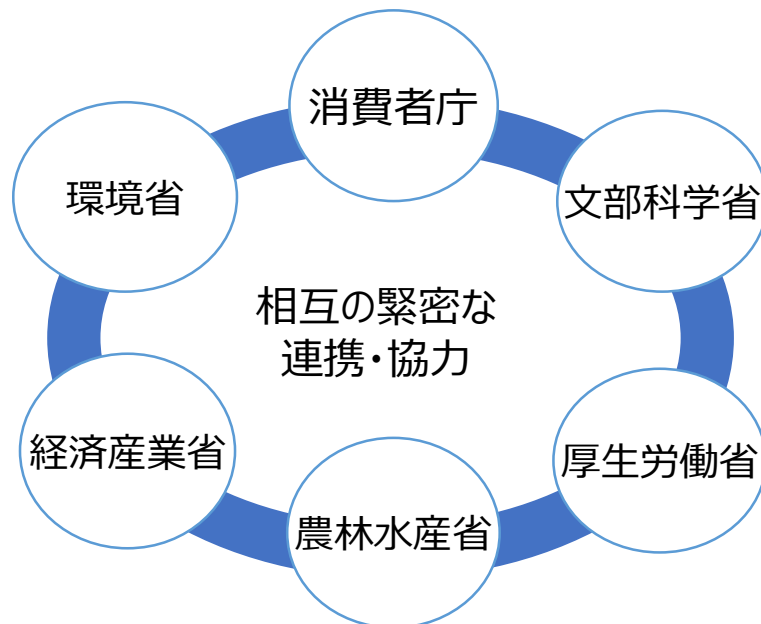 消費者庁
環境省
文部科学省
相互の緊密な
連携・協力
経済産業省
厚生労働省
農林水産省